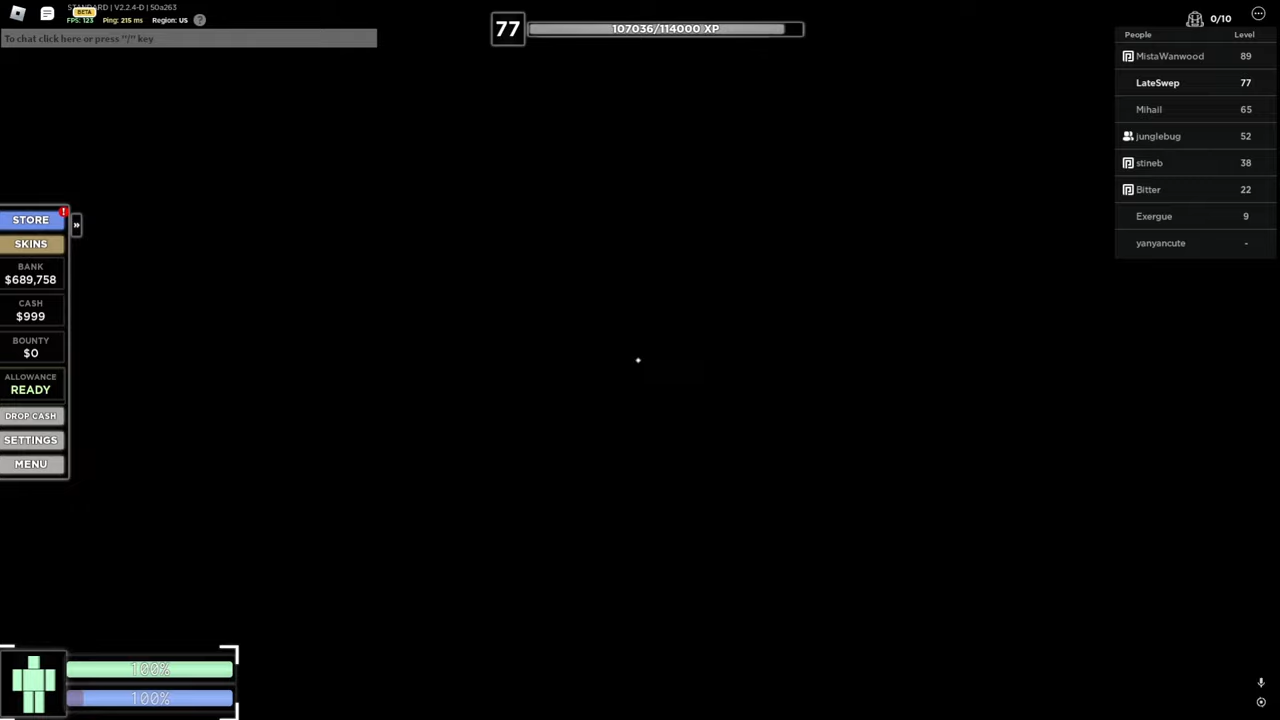 STANDARD | V2.2.4-D | 50a263
BETA
FPS: 123 Ping: 215 ms Region: US ?
To chat click here or press "/" key
77
107036/114000 XP
0/10
People Level
MistaWanwood 89
LateSwep 77
Mihail 65
junglebug 52
stineb 38
Bitter 22
Exergue 9
yanyancute -
STORE !
»
SKINS
BANK
$689,758
CASH
$999
BOUNTY
$0
ALLOWANCE
READY
DROP CASH
SETTINGS
MENU
100%
100%